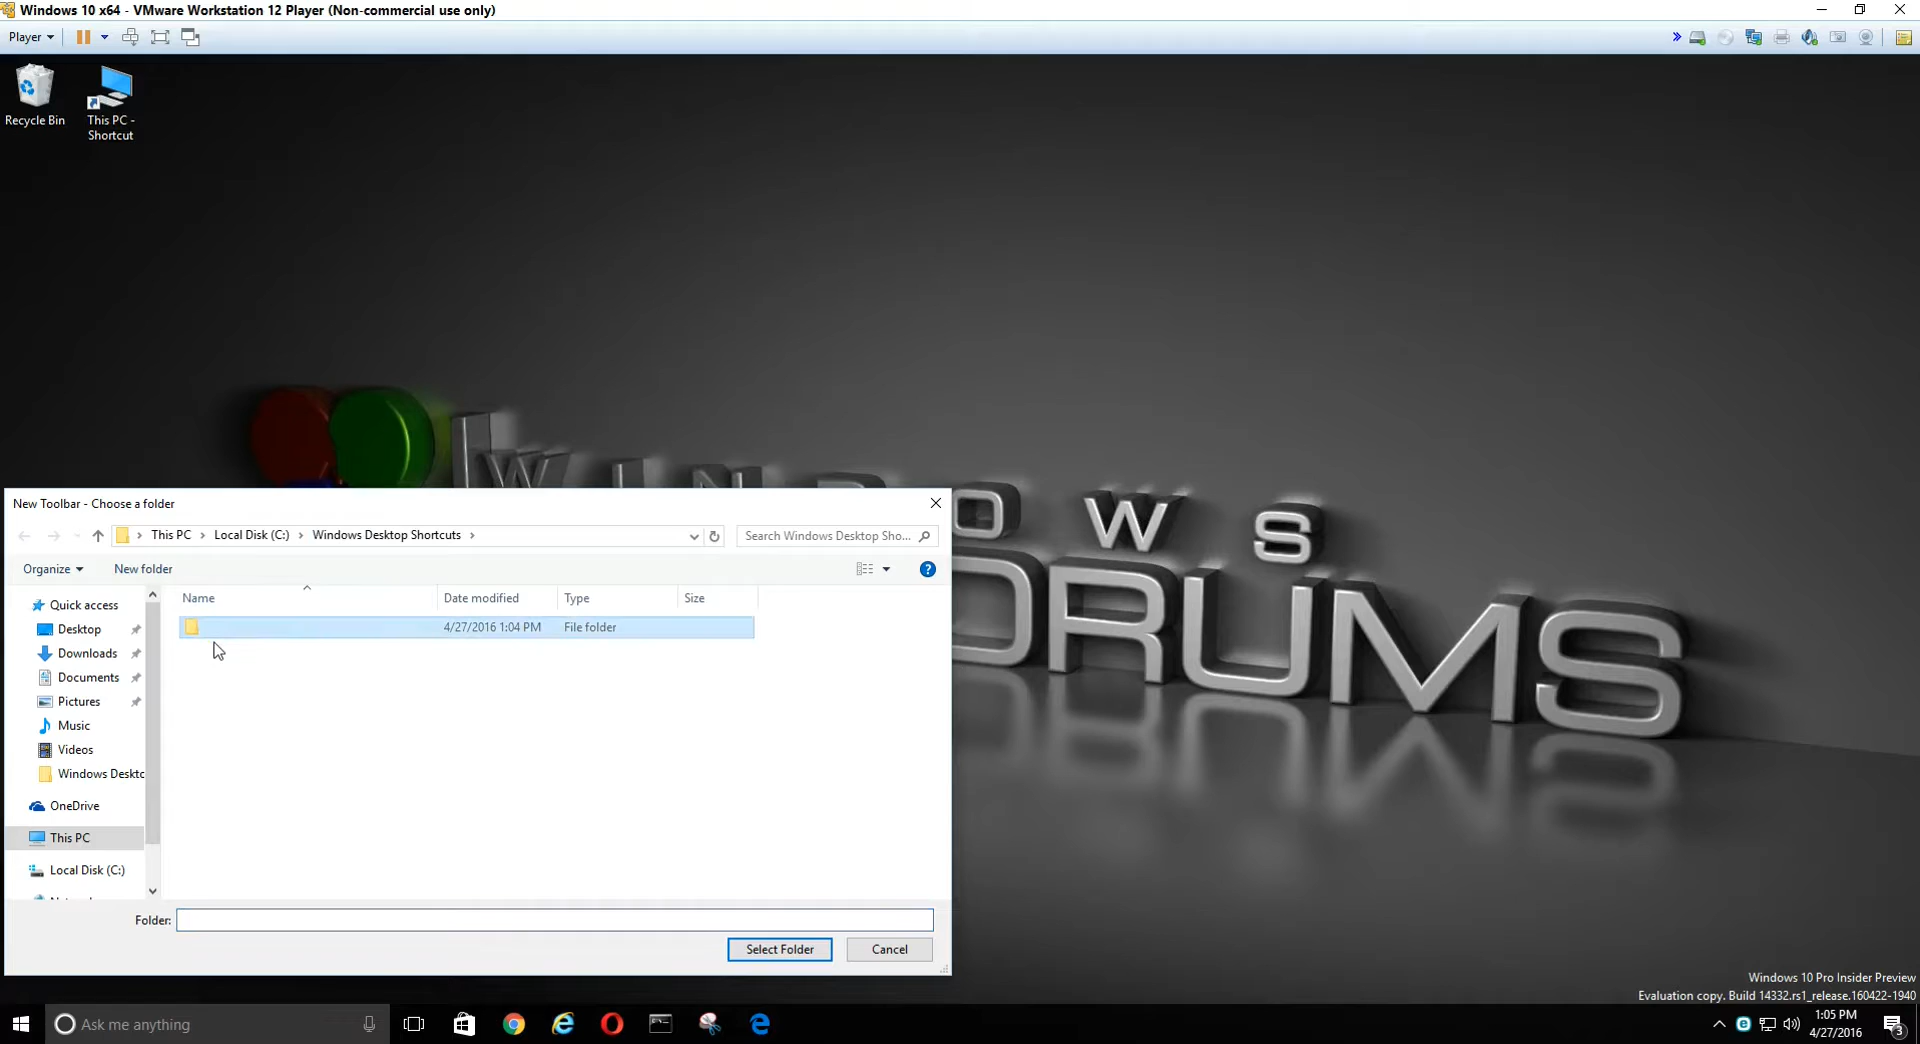 Windows 10 x64 - VMware Workstation 12 Player (Non-commercial use only)
Player
Recycle Bin
This PC -
Shortcut
WINDOWS
FORUMS
New Toolbar - Choose a folder
This PC > Local Disk (C:) > Windows Desktop Shortcuts >
Search Windows Desktop Sho...
Organize
New folder
Name
Date modified
Type
Size
4/27/2016 1:04 PM
File folder
Quick access
Desktop
Downloads
Documents
Pictures
Music
Videos
Windows Deskto
OneDrive
This PC
Local Disk (C:)
Folder:
Select Folder
Cancel
Windows 10 Pro Insider Preview
Evaluation copy. Build 14332.rs1_release.160422-1940
Ask me anything
1:05 PM
4/27/2016
3